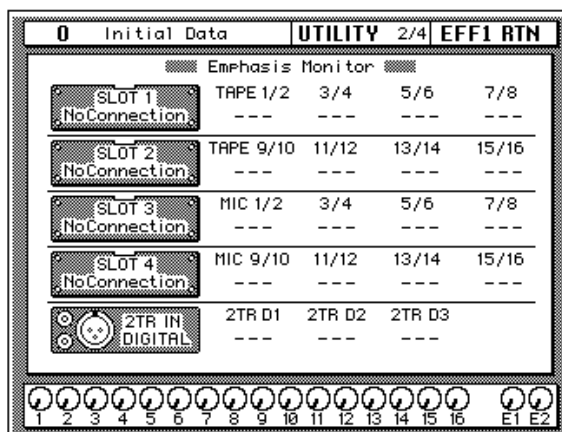 0 Initial Data UTILITY 2/4 EFF1 RTN
Emphasis Monitor
SLOT 1 TAPE 1/2 3/4 5/6 7/8
NoConnection --- --- --- ---
SLOT 2 TAPE 9/10 11/12 13/14 15/16
NoConnection --- --- --- ---
SLOT 3 MIC 1/2 3/4 5/6 7/8
NoConnection --- --- --- ---
SLOT 4 MIC 9/10 11/12 13/14 15/16
NoConnection --- --- --- ---
2TR IN 2TR D1 2TR D2 2TR D3
DIGITAL --- --- ---
1 2 3 4 5 6 7 8 9 10 11 12 13 14 15 16 E1 E2